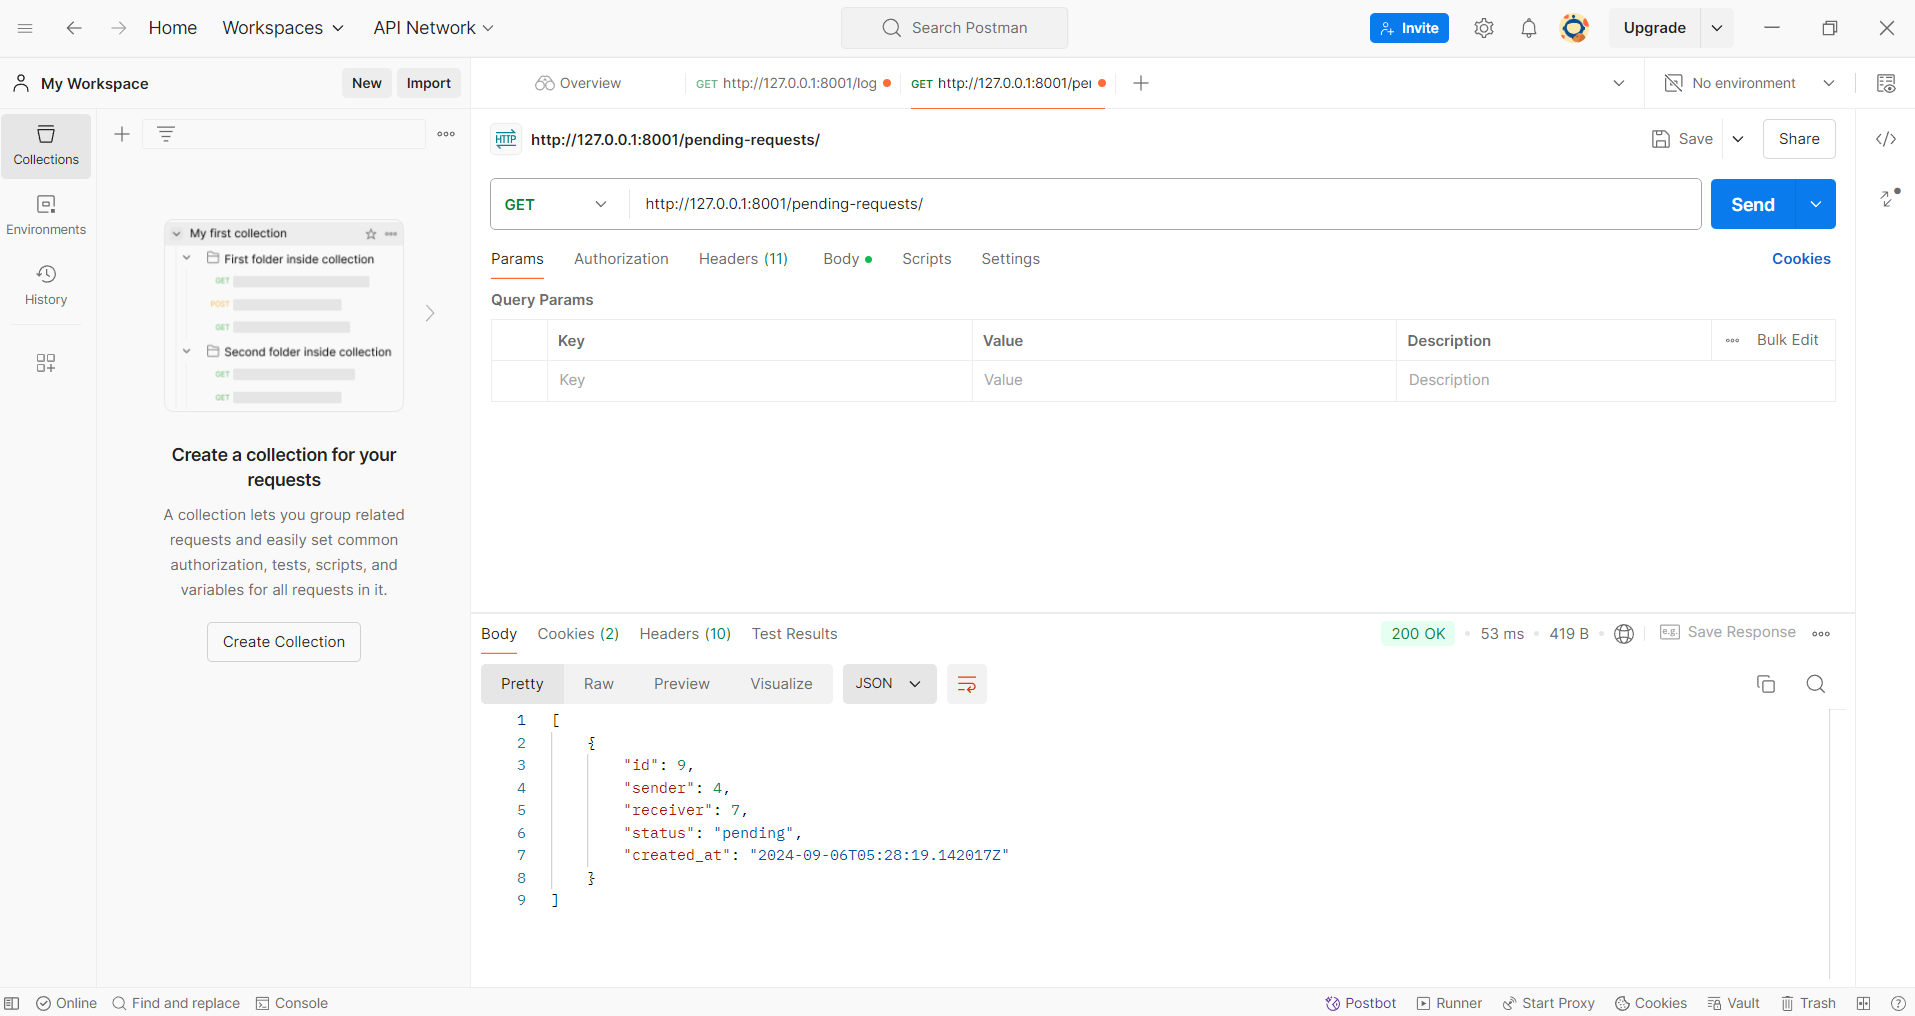 Home Workspaces API Network Search Postman Invite Upgrade
My Workspace New Import Overview GET http://127.0.0.1:8001/log GET http://127.0.0.1:8001/per No environment
Collections
Environments
History
My first collection
First folder inside collection
GET
POST
GET
Second folder inside collection
GET
GET
Create a collection for your
requests
A collection lets you group related
requests and easily set common
authorization, tests, scripts, and
variables for all requests in it.
Create Collection
HTTP http://127.0.0.1:8001/pending-requests/ Save Share
GET http://127.0.0.1:8001/pending-requests/ Send
Params Authorization Headers (11) Body Scripts Settings Cookies
Query Params
Key Value Description Bulk Edit
Key Value Description
Body Cookies (2) Headers (10) Test Results 200 OK 53 ms 419 B e.g. Save Response
Pretty Raw Preview Visualize JSON
1 [
2 {
3 "id": 9,
4 "sender": 4,
5 "receiver": 7,
6 "status": "pending",
7 "created_at": "2024-09-06T05:28:19.142017Z"
8 }
9 ]
Online Find and replace Console Postbot Runner Start Proxy Cookies Vault Trash